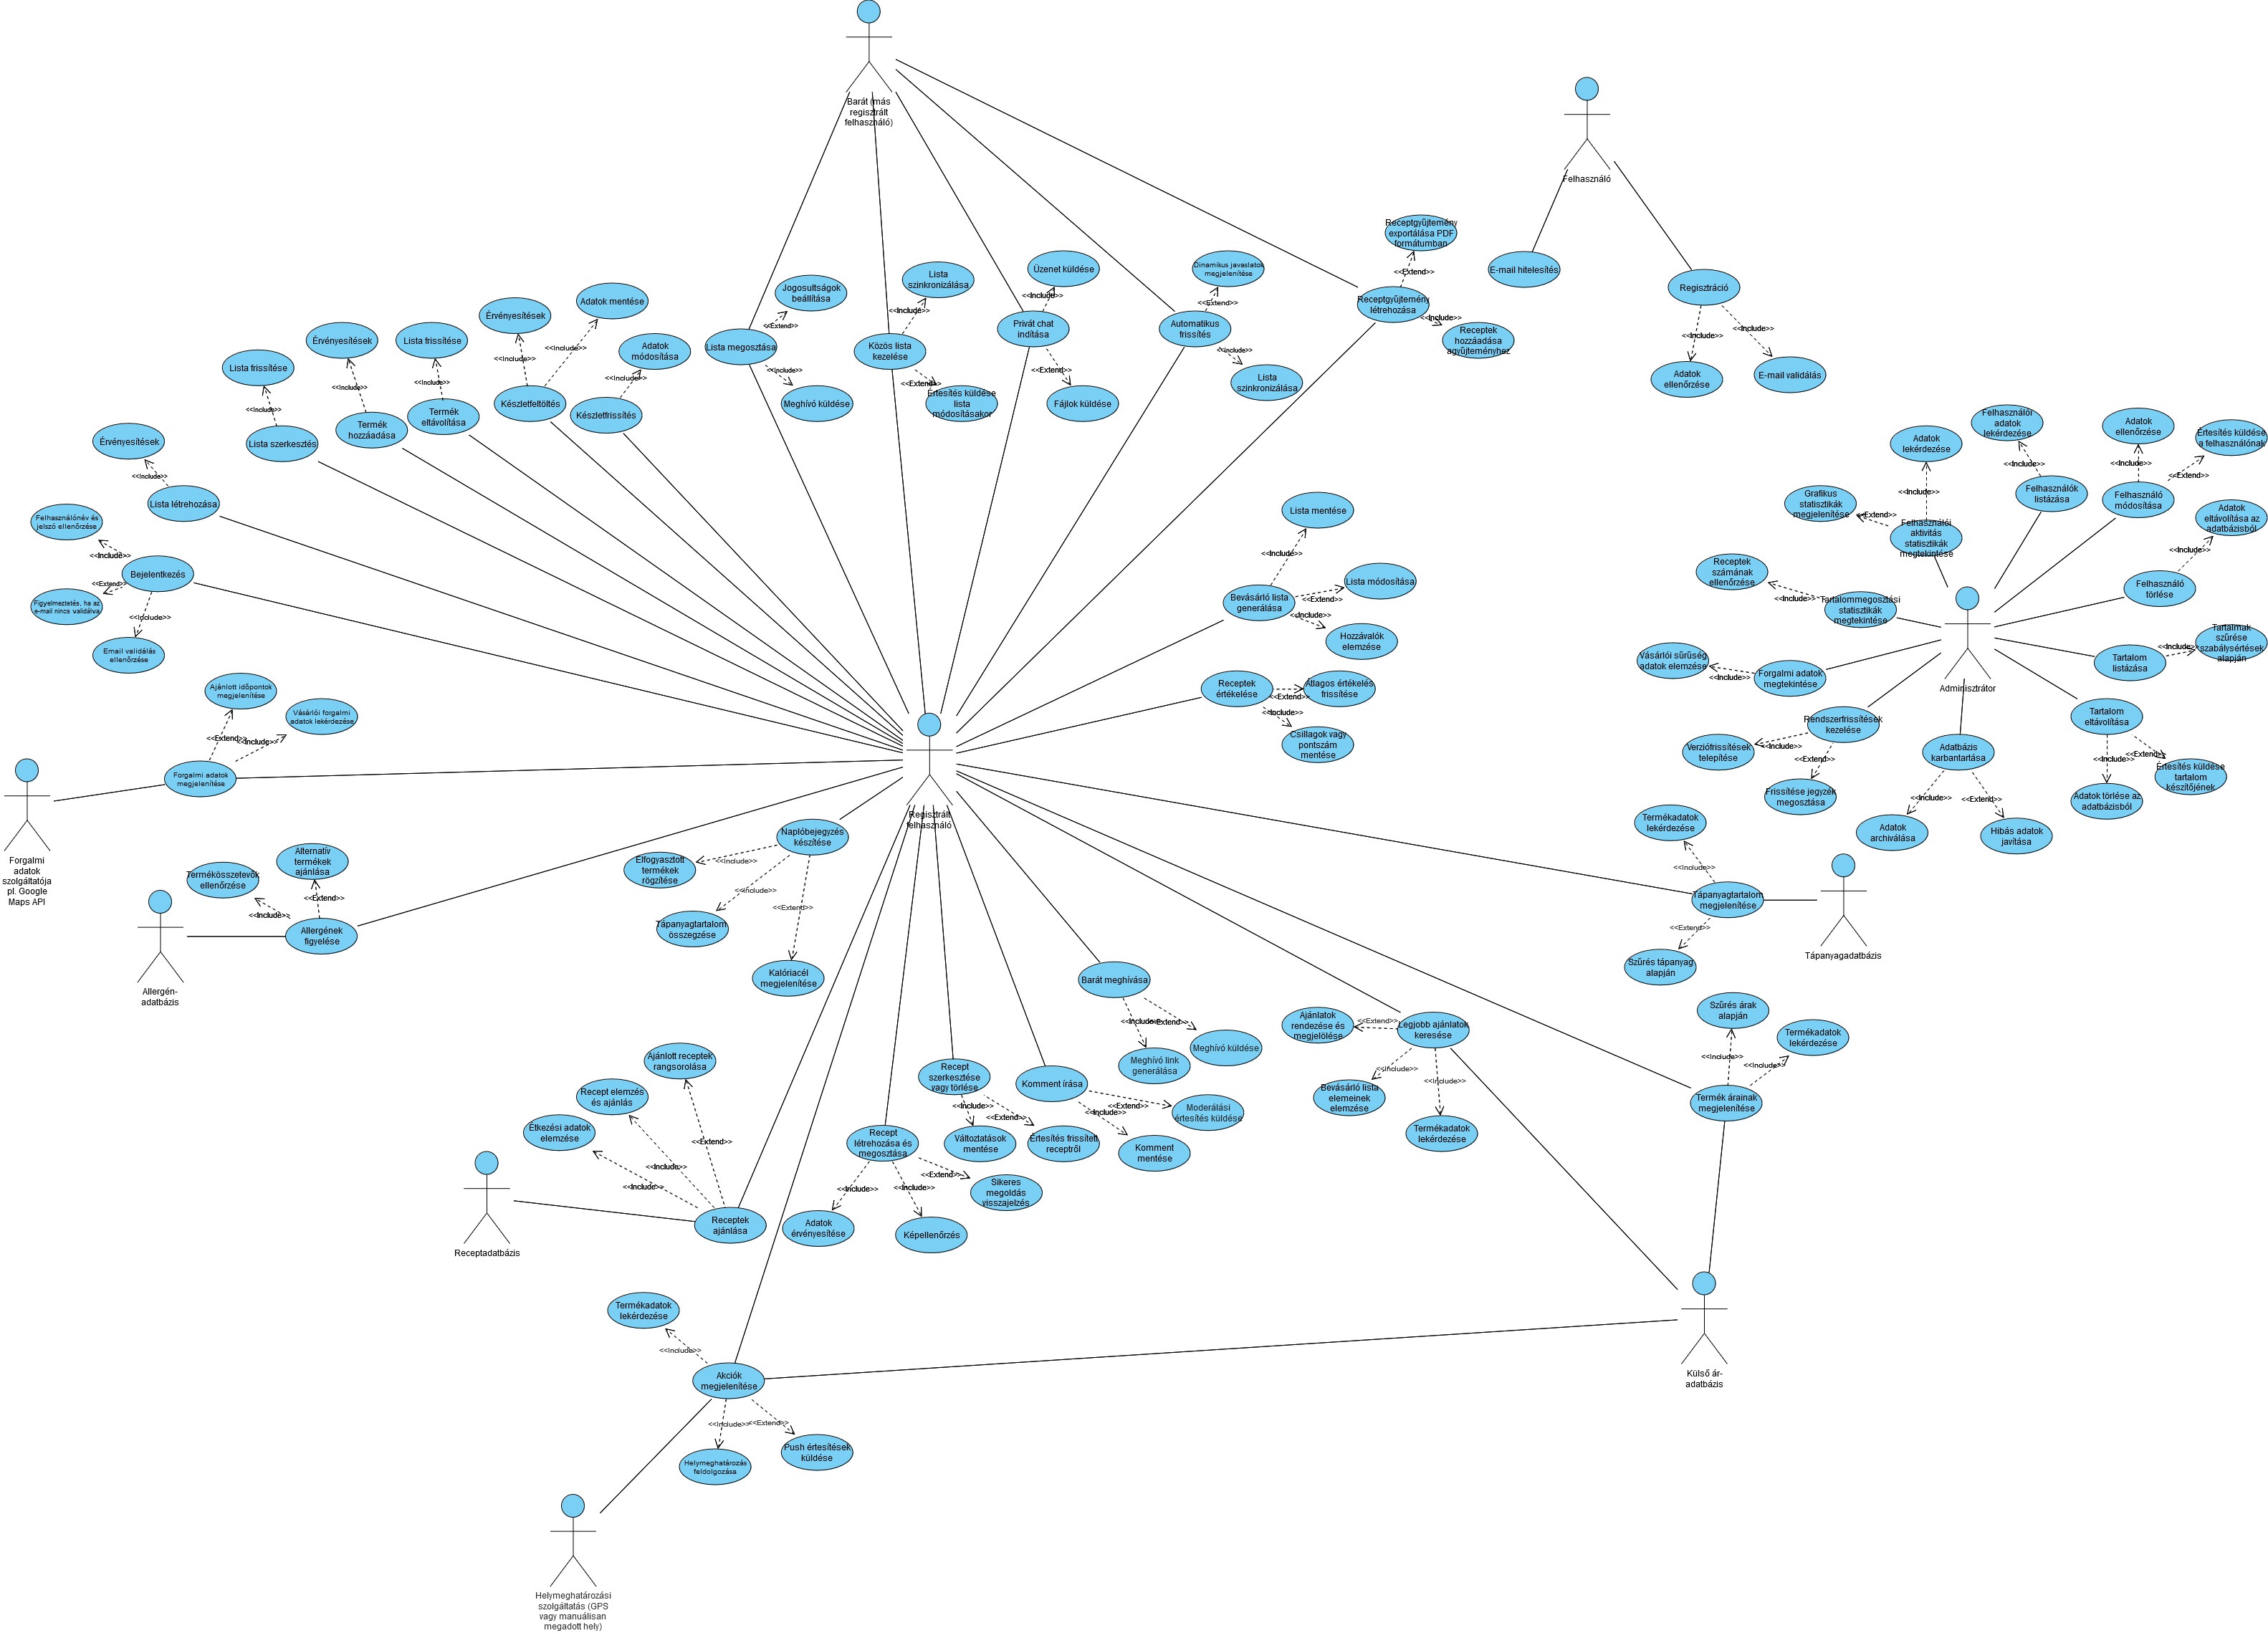 Barát (más
regisztrált
felhasználó)
Felhasználó
E-mail hitelesítés
Regisztráció
<<Include>>
<<Include>>
Adatok
ellenőrzése
E-mail validálás
Receptgyűjtemény
exportálása PDF
formátumban
<<Extend>>
Receptgyűjtemény
létrehozása
<<Include>>
Receptek
hozzáadása
agyűjteményhez
Dinamikus javaslatok
megjelenítése
<<Extend>>
Automatikus
frissítés
<<Include>>
Lista
szinkronizálása
Üzenet küldése
<<Include>>
Privát chat
indítása
<<Extend>>
Fájlok küldése
Lista
szinkronizálása
<<Include>>
Közös lista
kezelése
<<Extend>>
Értesítés küldése
lista
módosításakor
Jogosultságok
beállítása
<<Extend>>
Lista megosztása
<<Include>>
Meghívó küldése
Adatok mentése
Érvényesítések
<<Include>>
<<Include>>
Készletfeltöltés
Adatok
módosítása
<<Include>>
Készletfrissítés
Lista frissítése
<<Include>>
Termék
eltávolítása
Érvényesítések
<<Include>>
Termék
hozzáadása
Lista frissítése
<<Include>>
Lista szerkesztés
Érvényesítések
<<Include>>
Lista létrehozása
Felhasználónév és
jelszó ellenőrzése
<<Include>>
Bejelentkezés
<<Extend>>
Figyelmeztetés, ha az
e-mail nincs validálva
<<Include>>
Email validálás
ellenőrzése
Ajánlott időpontok
megjelenítése
Vásárlói forgalmi
adatok lekérdezése
<<Extend>>
<<Include>>
Forgalmi adatok
megjelenítése
Forgalmi
adatok
szolgáltatója
pl. Google
Maps API
Alternatív
termékek
ajánlása
Termékösszetevők
ellenőrzése
<<Extend>>
<<Include>>
Allergének
figyelése
Allergén-
adatbázis
Regisztrált
felhasználó
Lista mentése
<<Include>>
Bevásárló lista
generálása
<<Extend>>
Lista módosítása
<<Include>>
Hozzávalók
elemzése
Receptek
értékelése
<<Extend>>
Átlagos értékelés
frissítése
<<Include>>
Csillagok vagy
pontszám
mentése
Adatok
lekérdezése
<<Include>>
Grafikus
statisztikák
megjelenítése
<<Extend>>
Felhasználói
aktivitás
statisztikák
megtekintése
Felhasználói
adatok
lekérdezése
<<Include>>
Felhasználók
listázása
Adatok
ellenőrzése
<<Include>>
Értesítés küldése
a felhasználónak
<<Extend>>
Felhasználó
módosítása
Adatok
eltávolítása az
adatbázisból
<<Include>>
Felhasználó
törlése
Receptek
számának
ellenőrzése
<<Include>>
Tartalommegosztási
statisztikák
megtekintése
Tartalmak
szűrése
szabálysértések
alapján
<<Include>>
Tartalom
listázása
Vásárlói sűrűség
adatok elemzése
<<Include>>
Forgalmi adatok
megtekintése
Adminisztrátor
Rendszerfrissítések
kezelése
<<Include>>
Verziófrissítések
telepítése
<<Extend>>
Frissítése jegyzék
megosztása
Adatbázis
karbantartása
<<Include>>
<<Extend>>
Adatok
archiválása
Hibás adatok
javítása
Tartalom
eltávolítása
<<Extend>>
<<Include>>
Értesítés küldése
tartalom
készítőjének
Adatok törlése az
adatbázisból
Termékadatok
lekérdezése
<<Include>>
Tápanyagtartalom
megjelenítése
<<Extend>>
Szűrés tápanyag
alapján
Tápanyagadatbázis
Naplóbejegyzés
készítése
<<Include>>
Elfogyasztott
termékek
rögzítése
<<Include>>
<<Extend>>
Tápanyagtartalom
összegzése
Kalóriacél
megjelenítése
Barát meghívása
<<Include>>
<<Extend>>
Meghívó küldése
Meghívó link
generálása
Ajánlatok
rendezése és
megjelölése
<<Extend>>
Legjobb ajánlatok
keresése
<<Include>>
<<Include>>
Bevásárló lista
elemeinek
elemzése
Termékadatok
lekérdezése
Szűrés árak
alapján
Termékadatok
lekérdezése
<<Include>>
<<Include>>
Termék árainak
megjelenítése
Recept
szerkesztése
vagy törlése
<<Include>>
<<Extend>>
Változtatások
mentése
Értesítés frissített
receptről
Komment írása
<<Extend>>
<<Include>>
Moderálási
értesítés küldése
Komment
mentése
Recept
létrehozása és
megosztása
<<Extend>>
<<Include>>
<<Include>>
Sikeres
megoldás
visszajelzés
Adatok
érvényesítése
Képellenőrzés
Ajánlott receptek
rangsorolása
Recept elemzés
és ajánlás
Étkezési adatok
elemzése
<<Extend>>
<<Include>>
<<Include>>
Receptek
ajánlása
Receptadatbázis
Termékadatok
lekérdezése
<<Include>>
Akciók
megjelenítése
<<Include>>
<<Extend>>
Helymeghatározás
feldolgozása
Push értesítések
küldése
Külső ár-
adatbázis
Helymeghatározási
szolgáltatás (GPS
vagy manuálisan
megadott hely)